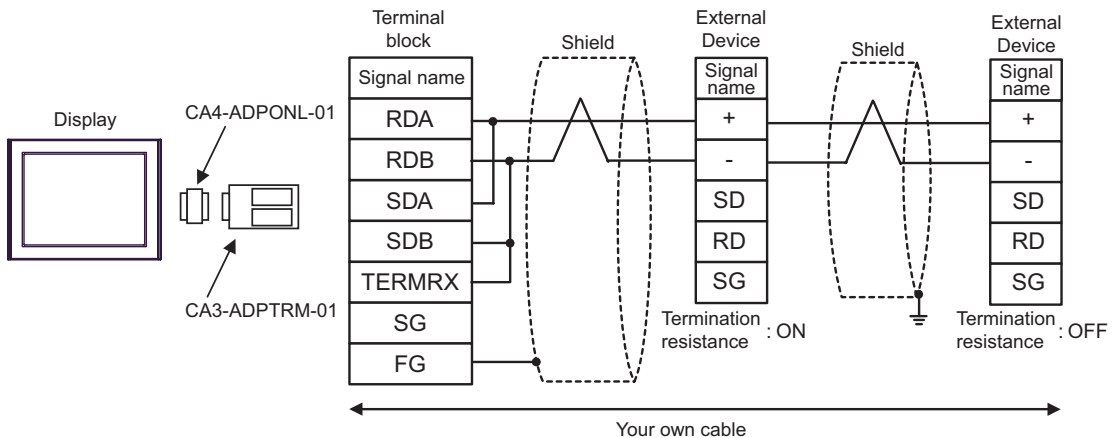 Display
CA4-ADPONL-01
CA3-ADPTRM-01
Terminal
block
Signal name
RDA
RDB
SDA
SDB
TERMRX
SG
FG
Shield
External
Device
Signal
name
+
-
SD
RD
SG
Termination
resistance : ON
Shield
External
Device
Signal
name
+
-
SD
RD
SG
Termination
resistance : OFF
Your own cable